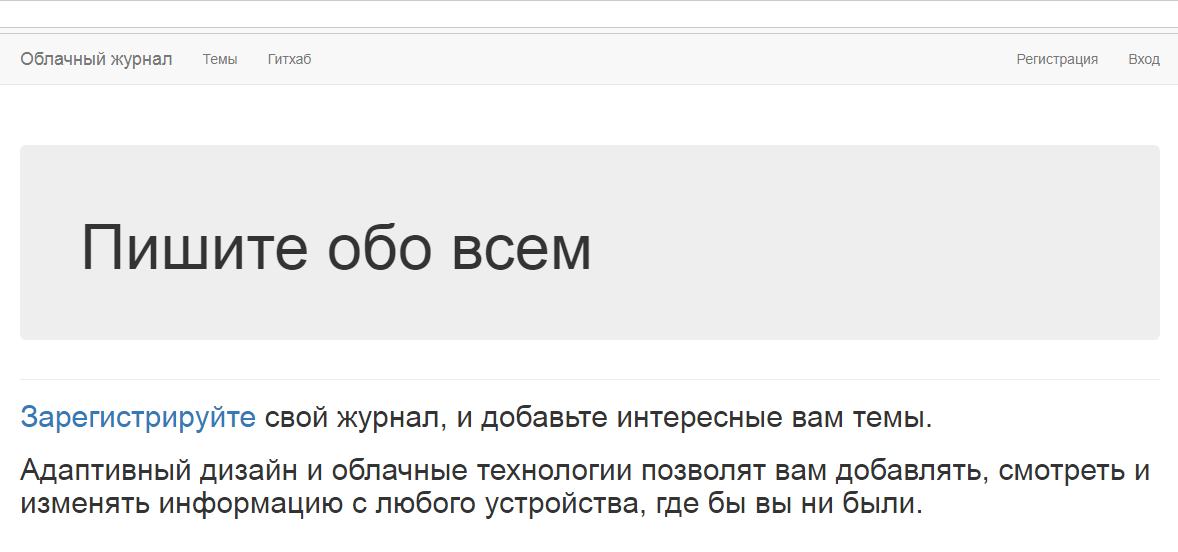 Облачный журнал Темы Гитхаб Регистрация Вход
Пишите обо всем
Зарегистрируйте свой журнал, и добавьте интересные вам темы.
Адаптивный дизайн и облачные технологии позволят вам добавлять, смотреть и
изменять информацию с любого устройства, где бы вы ни были.